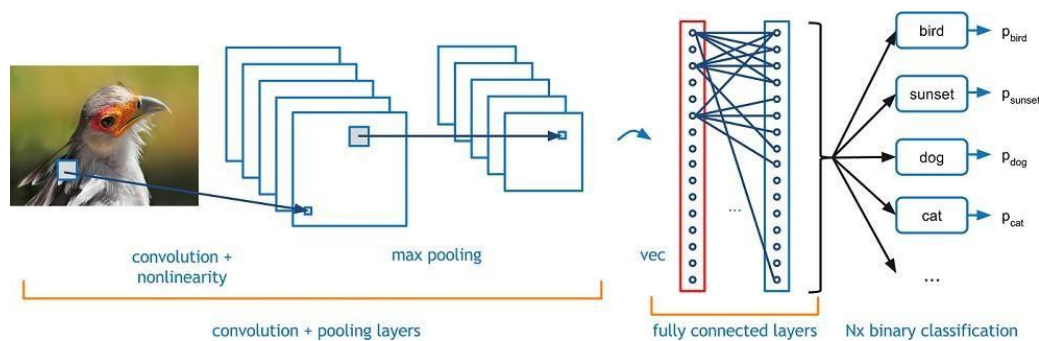 bird
p_bird
sunset
p_sunset
dog
p_dog
cat
p_cat
...
...
convolution +
nonlinearity
max pooling
vec
convolution + pooling layers
fully connected layers
Nx binary classification